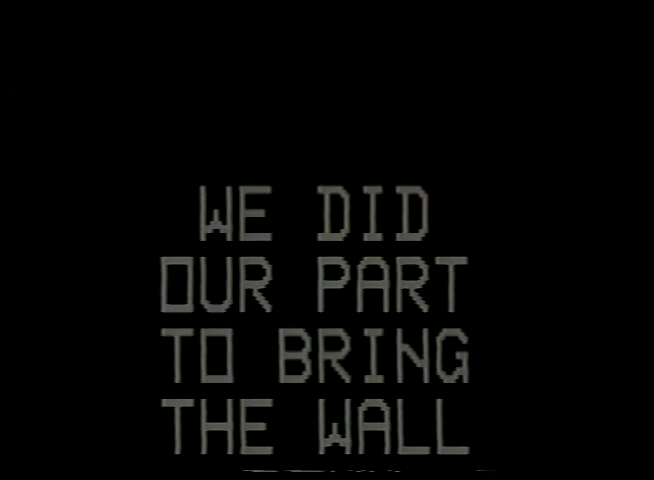 WE DID
OUR PART
TO BRING
THE WALL